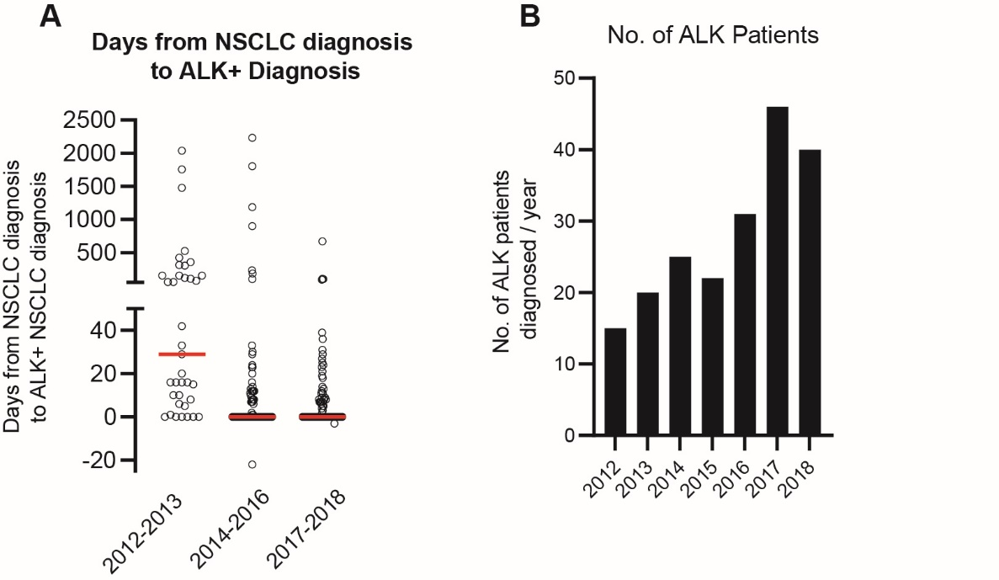 A
Days from NSCLC diagnosis
to ALK+ Diagnosis
Days from NSCLC diagnosis
to ALK+ NSCLC diagnosis
2500
2000
1500
1000
500
40
20
0
-20
2012-2013
2014-2016
2017-2018
B
No. of ALK Patients
No. of ALK patients
diagnosed / year
50
40
30
20
10
0
2012
2013
2014
2015
2016
2017
2018